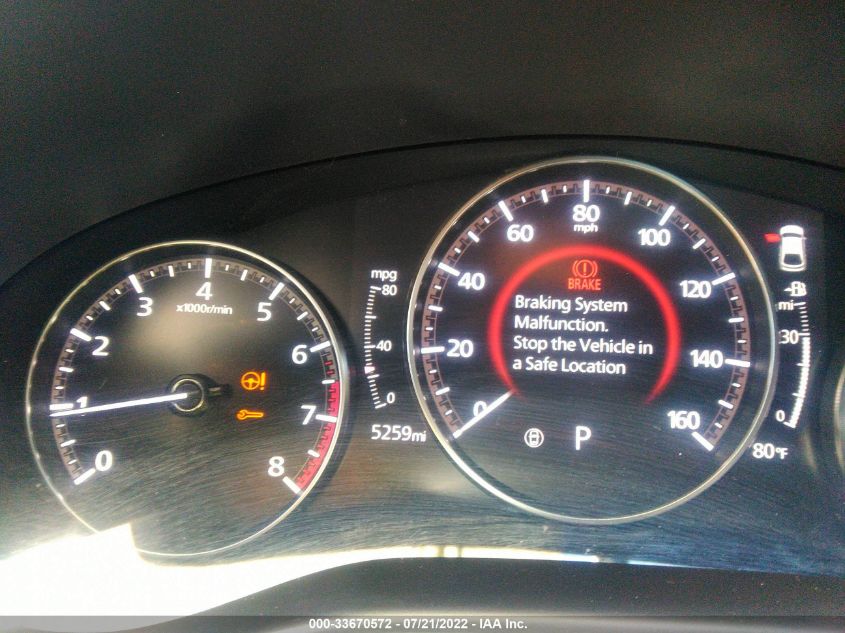 0
1
2
3
4
5
6
7
8
x1000r/min
mpg
80
40
0
5259mi
0
20
40
60
80
mph
100
120
140
160
BRAKE
Braking System
Malfunction.
Stop the Vehicle in
a Safe Location
P
mi
30
0
80°F
000-33670572 - 07/21/2022 - IAA Inc.